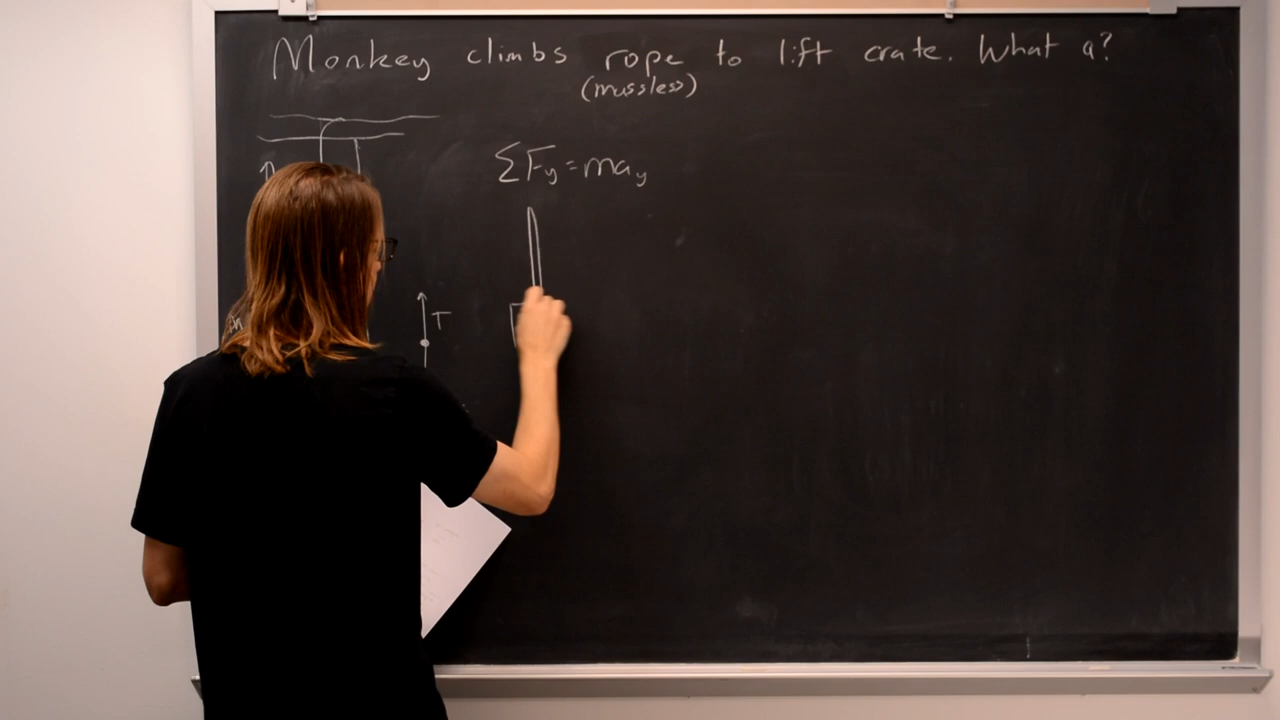 Monkey climbs rope to lift crate. What a?
(massless)
ΣFy = may
T